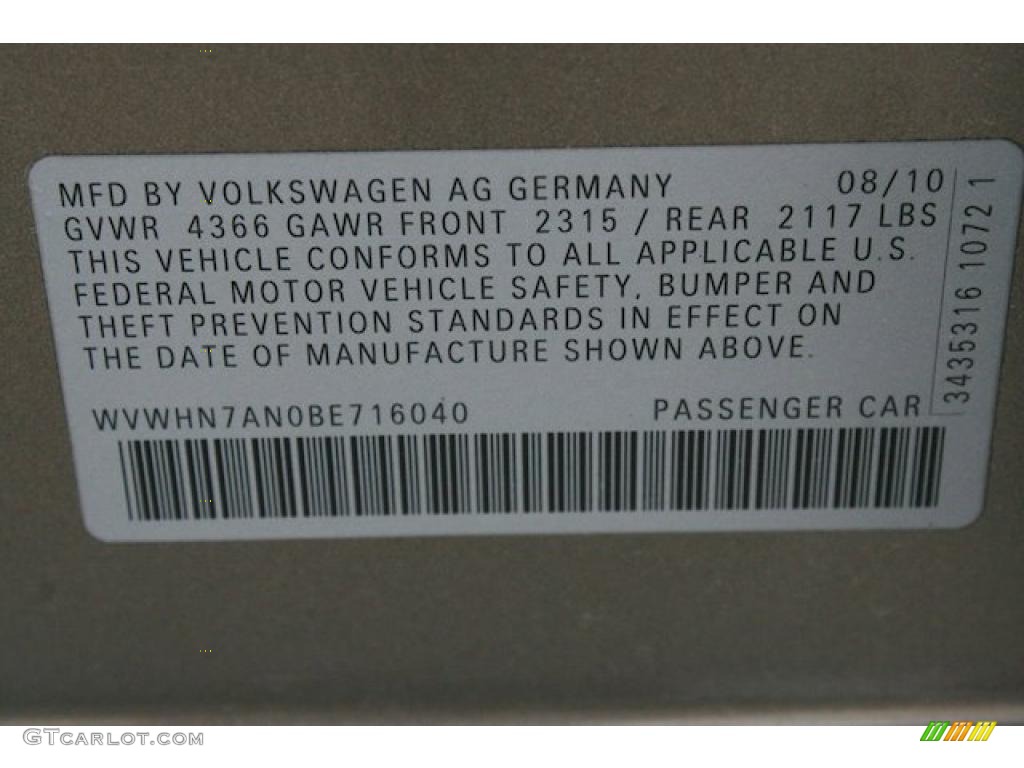 MFD BY VOLKSWAGEN AG GERMANY 08/10
GVWR 4366 GAWR FRONT 2315 / REAR 2117 LBS
THIS VEHICLE CONFORMS TO ALL APPLICABLE U.S.
FEDERAL MOTOR VEHICLE SAFETY, BUMPER AND
THEFT PREVENTION STANDARDS IN EFFECT ON
THE DATE OF MANUFACTURE SHOWN ABOVE.
WVWHN7AN0BE716040 PASSENGER CAR
3435316 10772 1
GTCARLOT.COM